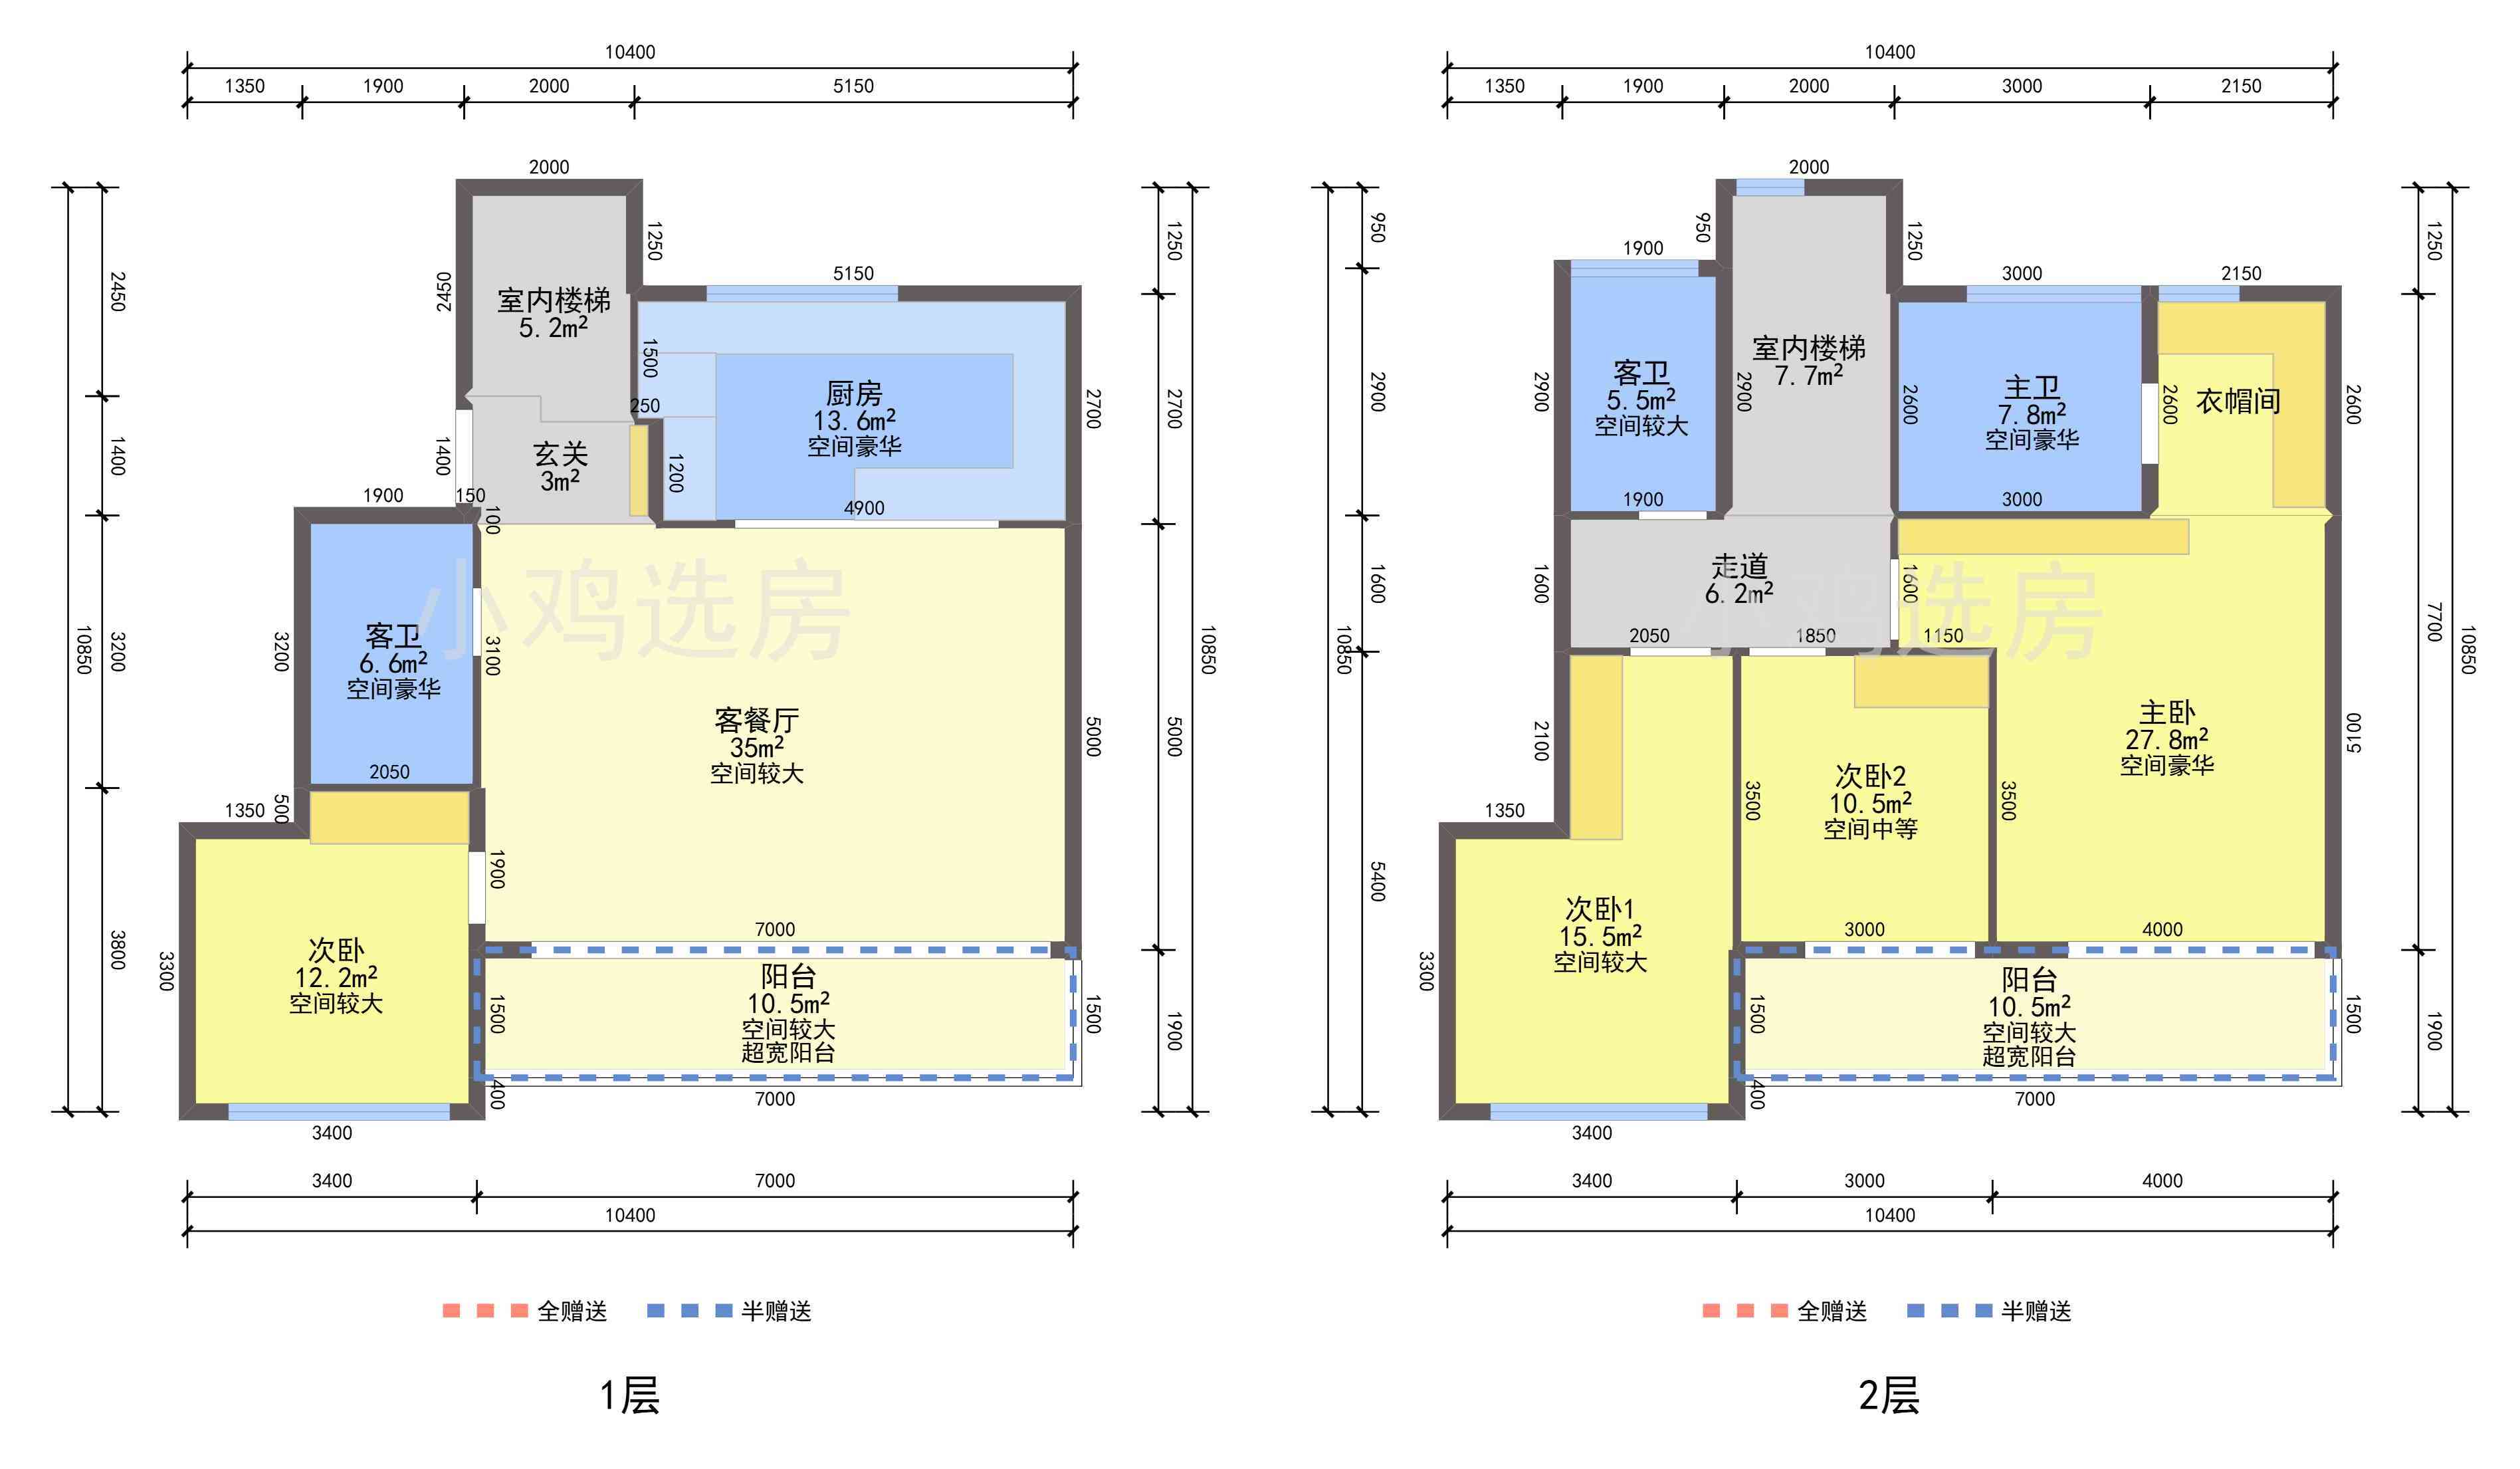 10400
1350 1900 2000 5150
2000
1250
2450
2450
室内楼梯
5.2m²
5150
1250
1500
250
厨房
13.6m²
空间豪华
2700
2700
玄关
3m²
1400
1400
1200
1900 150
100
4900
客卫
6.6m²
空间豪华
3200
3200
10850
3100
2050
小鸡选房
客餐厅
35m²
空间较大
5000
5000
10850
1350
500
1900
次卧
12.2m²
空间较大
3300
3800
7000
阳台
10.5m²
空间较大
超宽阳台
1500
1500
1900
400
7000
3400
3400 7000
10400
全赠送 半赠送
1层
10400
1350 1900 2000 3000 2150
2000
950
950
1250
1250
1900
3000
2150
客卫
5.5m²
空间较大
2900
2900
2900
室内楼梯
7.7m²
主卫
7.8m²
空间豪华
2600
2600
衣帽间
2600
1900
3000
走道
6.2m²
1600
1600
1600
2050 1850 1150
小鸡选房
10850
7700
10850
2100
1350
主卧
27.8m²
空间豪华
5100
次卧2
10.5m²
空间中等
3500
3500
5400
次卧1
15.5m²
空间较大
3300
3000
4000
阳台
10.5m²
空间较大
超宽阳台
1500
1500
1900
400
7000
3400
3400 3000 4000
10400
全赠送 半赠送
2层